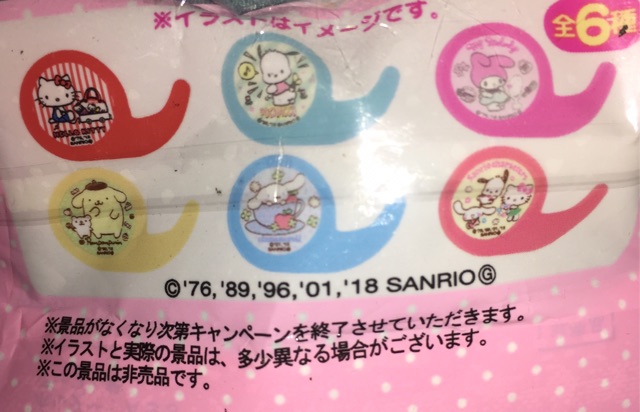 ※イラストはイメージです。
全6種
©'76,'89,'96,'01,'18 SANRIO Ⓖ
※景品がなくなり次第キャンペーンを終了させていただきます。
※イラストと実際の景品は、多少異なる場合がございます。
※この景品は非売品です。